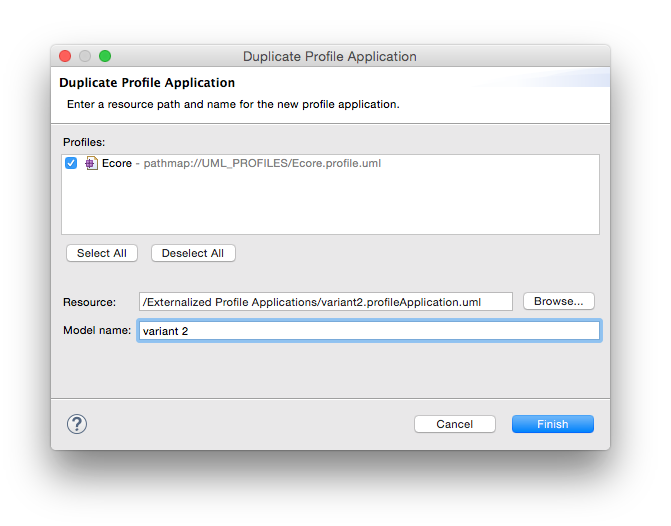 Duplicate Profile Application
Duplicate Profile Application
Enter a resource path and name for the new profile application.
Profiles:
Ecore - pathmap://UML_PROFILES/Ecore.profile.uml
Select All Deselect All
Resource: /Externalized Profile Applications/variant2.profileApplication.uml Browse...
Model name: variant 2
? Cancel Finish